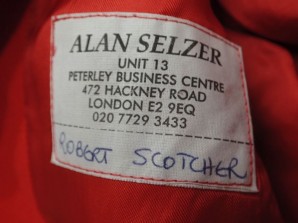 ALAN SELZER
UNIT 13
PETERLEY BUSINESS CENTRE
472 HACKNEY ROAD
LONDON E2 9EQ
020 7729 3433
ROBERT SCOTCHER